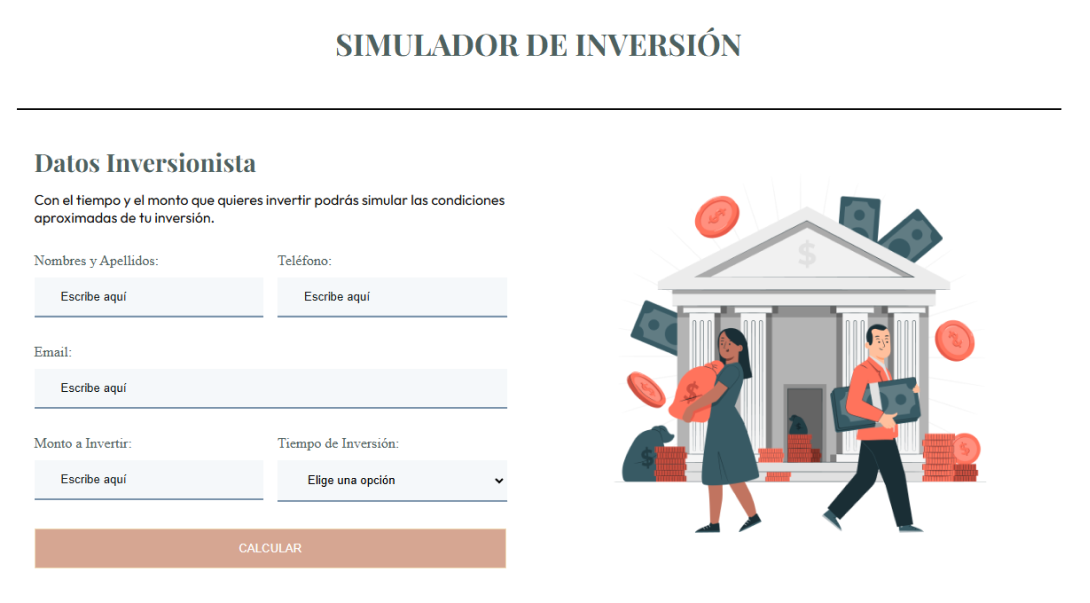 SIMULADOR DE INVERSIÓN
Datos Inversionista
Con el tiempo y el monto que quieres invertir podrás simular las condiciones
aproximadas de tu inversión.
Nombres y Apellidos:
Teléfono:
Escribe aquí
Escribe aquí
Email:
Escribe aquí
Monto a Invertir:
Tiempo de Inversión:
Escribe aquí
Elige una opción
CALCULAR
$
$
$
$
$
$
$